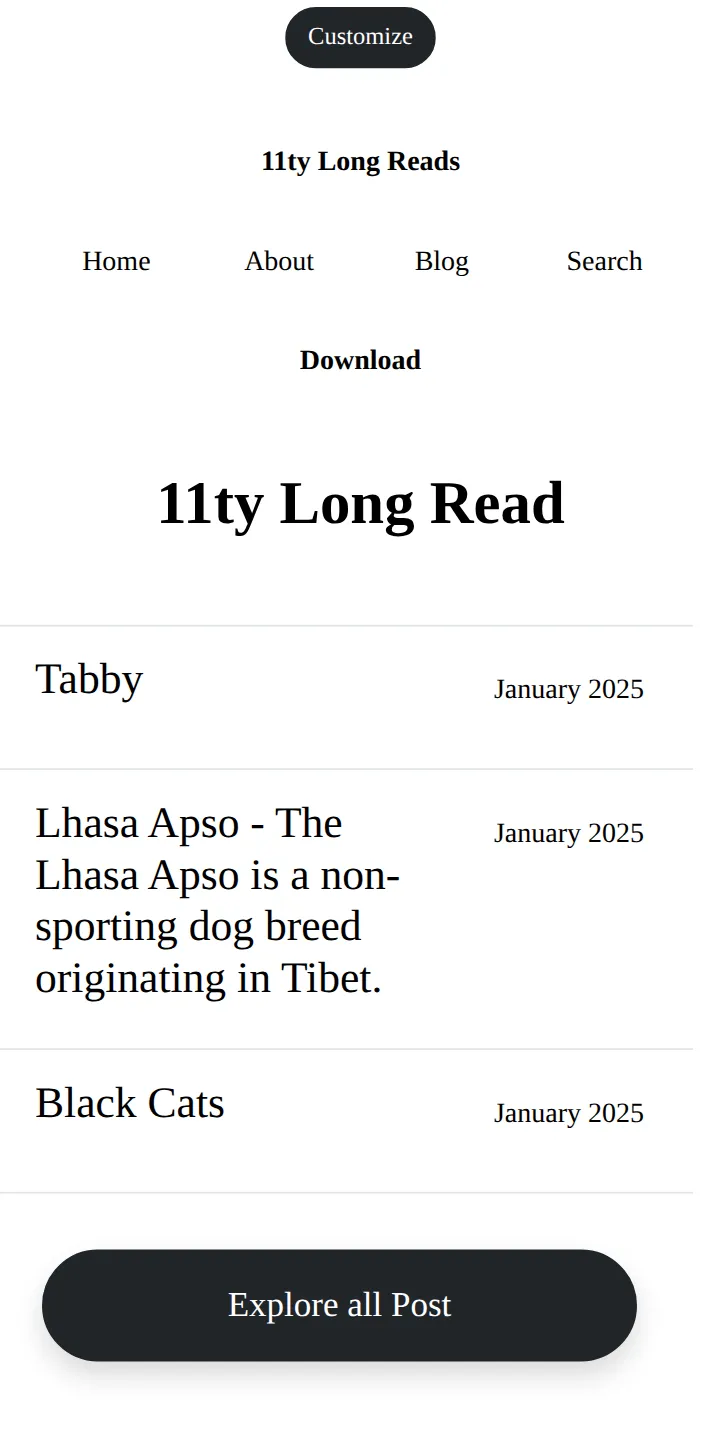 Customize
11ty Long Reads
Home About Blog Search
Download
11ty Long Read
Tabby January 2025
Lhasa Apso - The January 2025
Lhasa Apso is a non-
sporting dog breed
originating in Tibet.
Black Cats January 2025
Explore all Post